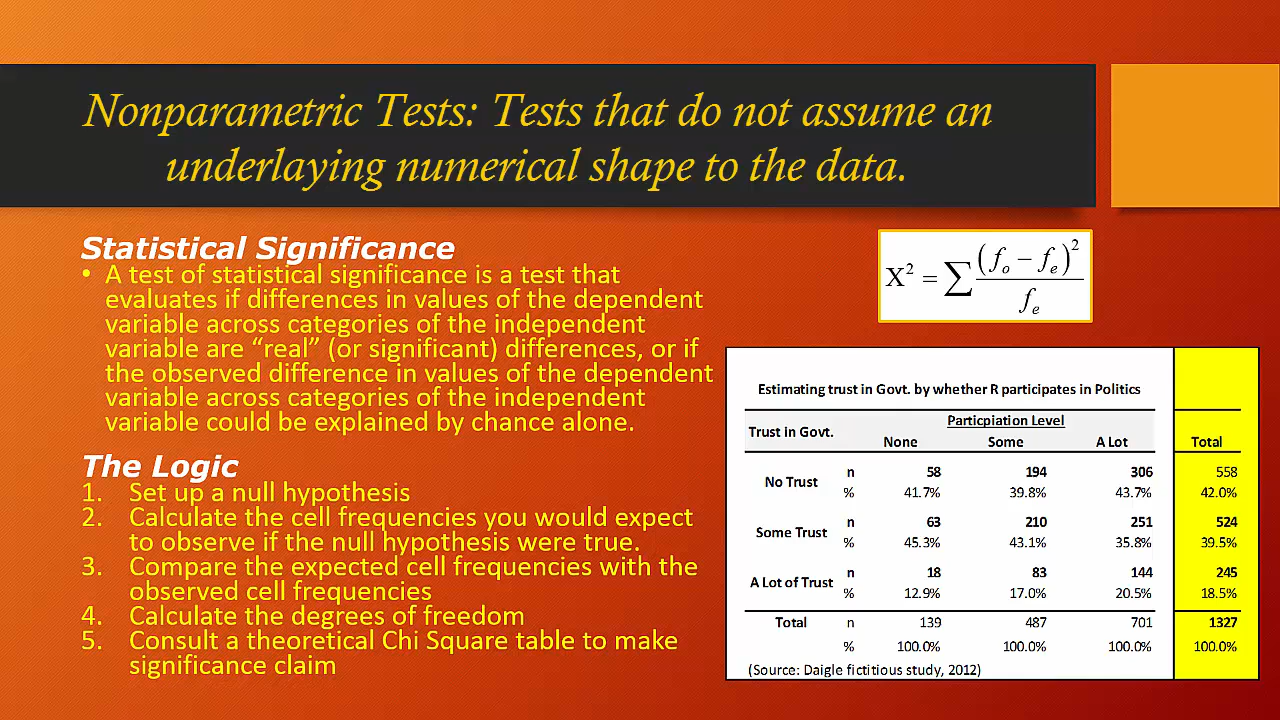 Nonparametric Tests: Tests that do not assume an
underlaying numerical shape to the data.
Statistical Significance
• A test of statistical significance is a test that
evaluates if differences in values of the dependent
variable across categories of the independent
variable are “real” (or significant) differences, or if
the observed difference in values of the dependent
variable across categories of the independent
variable could be explained by chance alone.
The Logic
1. Set up a null hypothesis
2. Calculate the cell frequencies you would expect
to observe if the null hypothesis were true.
3. Compare the expected cell frequencies with the
observed cell frequencies
4. Calculate the degrees of freedom
5. Consult a theoretical Chi Square table to make
significance claim
X² = ∑ (fo − fe)² / fe
Estimating trust in Govt. by whether R participates in Politics
Trust in Govt. Particpiation Level
None Some A Lot Total
No Trust n 58 194 306 558
% 41.7% 39.8% 43.7% 42.0%
Some Trust n 63 210 251 524
% 45.3% 43.1% 35.8% 39.5%
A Lot of Trust n 18 83 144 245
% 12.9% 17.0% 20.5% 18.5%
Total n 139 487 701 1327
% 100.0% 100.0% 100.0% 100.0%
(Source: Daigle fictitious study, 2012)